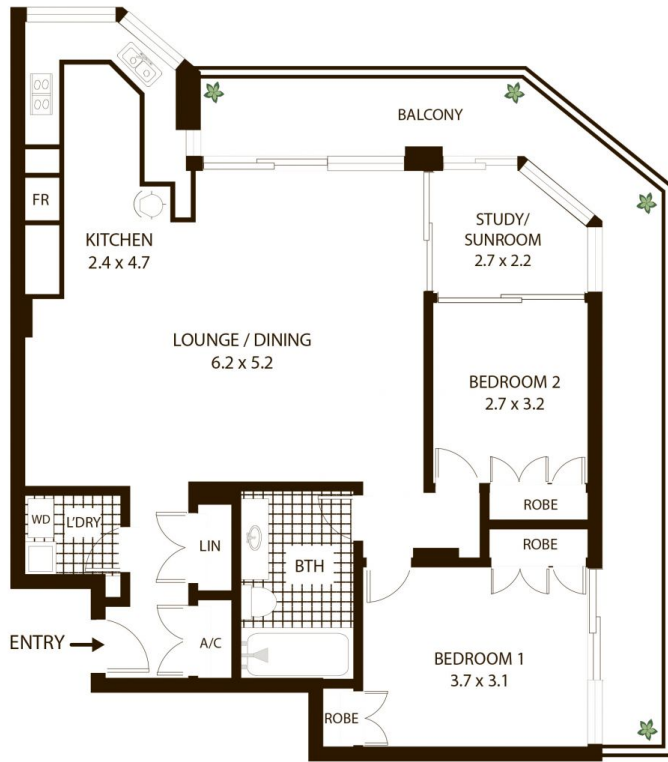 BALCONY
FR
KITCHEN
2.4 x 4.7
STUDY/
SUNROOM
2.7 x 2.2
LOUNGE / DINING
6.2 x 5.2
BEDROOM 2
2.7 x 3.2
ROBE
WD
L'DRY
LIN
BTH
ROBE
ENTRY
A/C
BEDROOM 1
3.7 x 3.1
ROBE